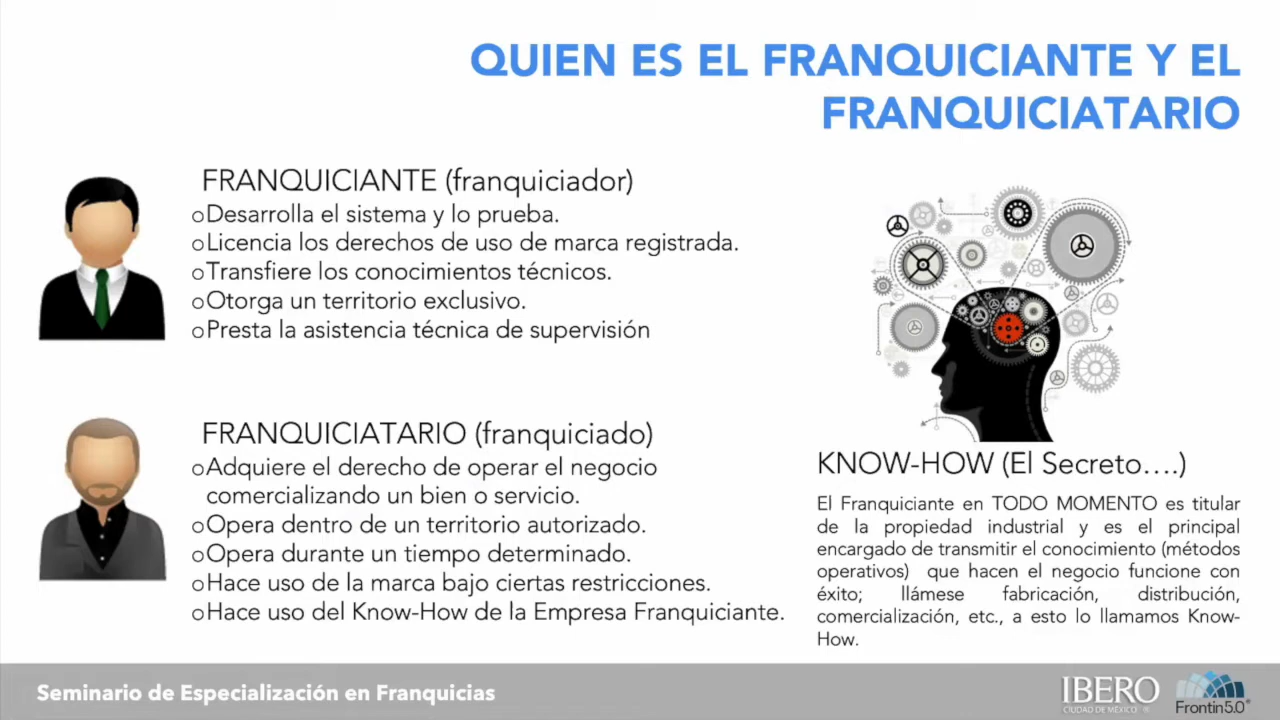 QUIEN ES EL FRANQUICIANTE Y EL
FRANQUICIATARIO
FRANQUICIANTE (franquiciador)
oDesarrolla el sistema y lo prueba.
oLicencia los derechos de uso de marca registrada.
oTransfiere los conocimientos técnicos.
oOtorga un territorio exclusivo.
oPresta la asistencia técnica de supervisión
FRANQUICIATARIO (franquiciado)
oAdquiere el derecho de operar el negocio
comercializando un bien o servicio.
oOpera dentro de un territorio autorizado.
oOpera durante un tiempo determinado.
oHace uso de la marca bajo ciertas restricciones.
oHace uso del Know-How de la Empresa Franquiciante.
KNOW-HOW (El Secreto….)
El Franquiciante en TODO MOMENTO es titular
de la propiedad industrial y es el principal
encargado de transmitir el conocimiento (métodos
operativos) que hacen el negocio funcione con
éxito; llámese fabricación, distribución,
comercialización, etc., a esto lo llamamos Know-
How.
Seminario de Especialización en Franquicias
IBERO
CIUDAD DE MÉXICO ®
Frontin5.0®